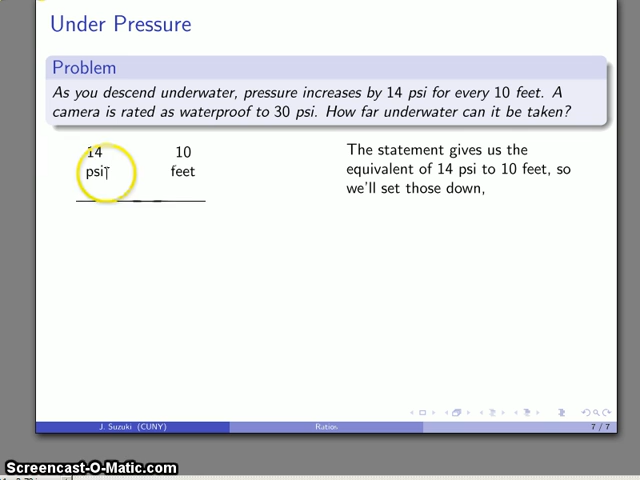 Under Pressure
Problem
As you descend underwater, pressure increases by 14 psi for every 10 feet. A
camera is rated as waterproof to 30 psi. How far underwater can it be taken?
14 10
psi feet
The statement gives us the
equivalent of 14 psi to 10 feet, so
we'll set those down,
J. Suzuki (CUNY) Ratios 7 / 7
Screencast-O-Matic.com